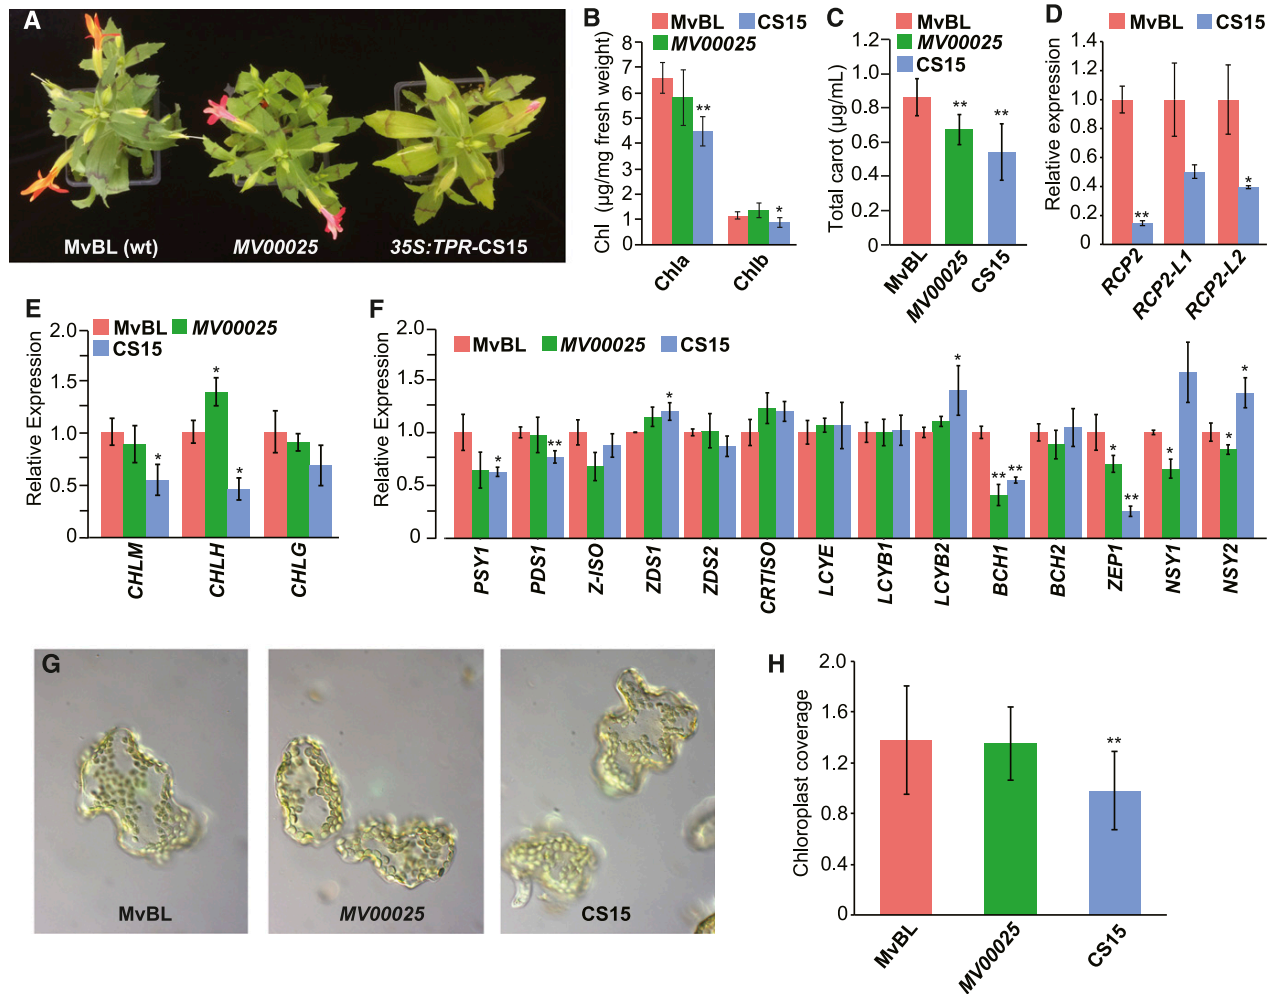 A
MvBL (wt)
MV00025
35S:TPR-CS15
B
MvBL
CS15
MV00025
Chl (µg/mg fresh weight)
8
7
6
5
4
3
2
1
0
**
*
Chla
Chlb
C
MvBL
MV00025
CS15
Total carot (µg/mL)
1.2
1.0
0.8
0.6
0.4
0.2
0
**
**
MvBL
MV00025
CS15
D
MvBL
CS15
Relative expression
1.4
1.2
1.0
0.8
0.6
0.4
0.2
0
**
*
RCP2
RCP2-L1
RCP2-L2
E
MvBL
MV00025
CS15
Relative Expression
2.0
1.5
1.0
0.5
0
*
*
*
CHLM
CHLH
CHLG
F
MvBL
MV00025
CS15
Relative Expression
2.0
1.5
1.0
0.5
0
*
**
*
*
**
**
*
**
*
*
*
PSY1
PDS1
Z-ISO
ZDS1
ZDS2
CRTISO
LCYE
LCYB1
LCYB2
BCH1
BCH2
ZEP1
NSY1
NSY2
G
MvBL
MV00025
CS15
H
Chloroplast coverage
2.0
1.6
1.2
0.8
0.4
0
**
MvBL
MV00025
CS15